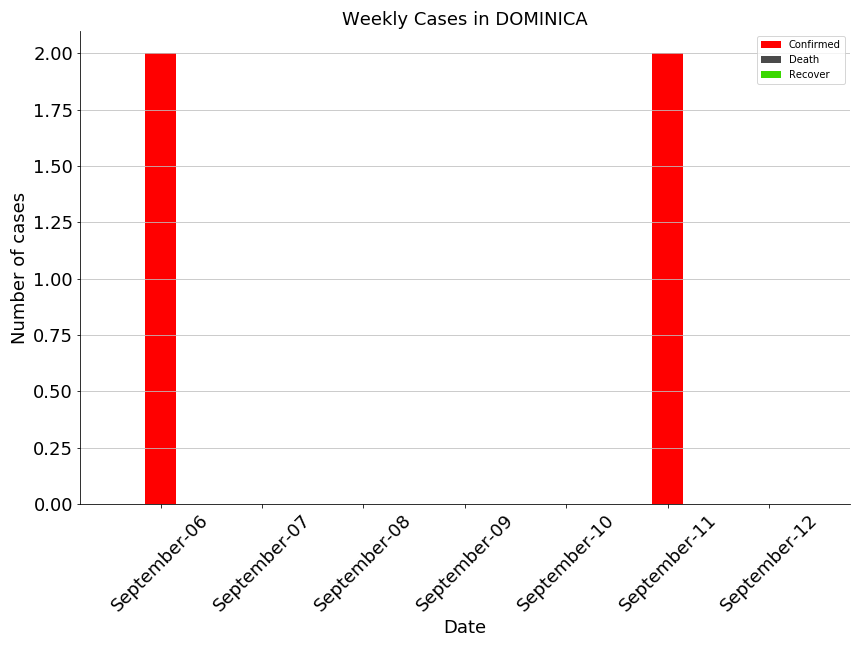 Weekly Cases in DOMINICA
Confirmed
Death
Recover
Number of cases
2.00
1.75
1.50
1.25
1.00
0.75
0.50
0.25
0.00
September-06
September-07
September-08
September-09
September-10
September-11
September-12
Date